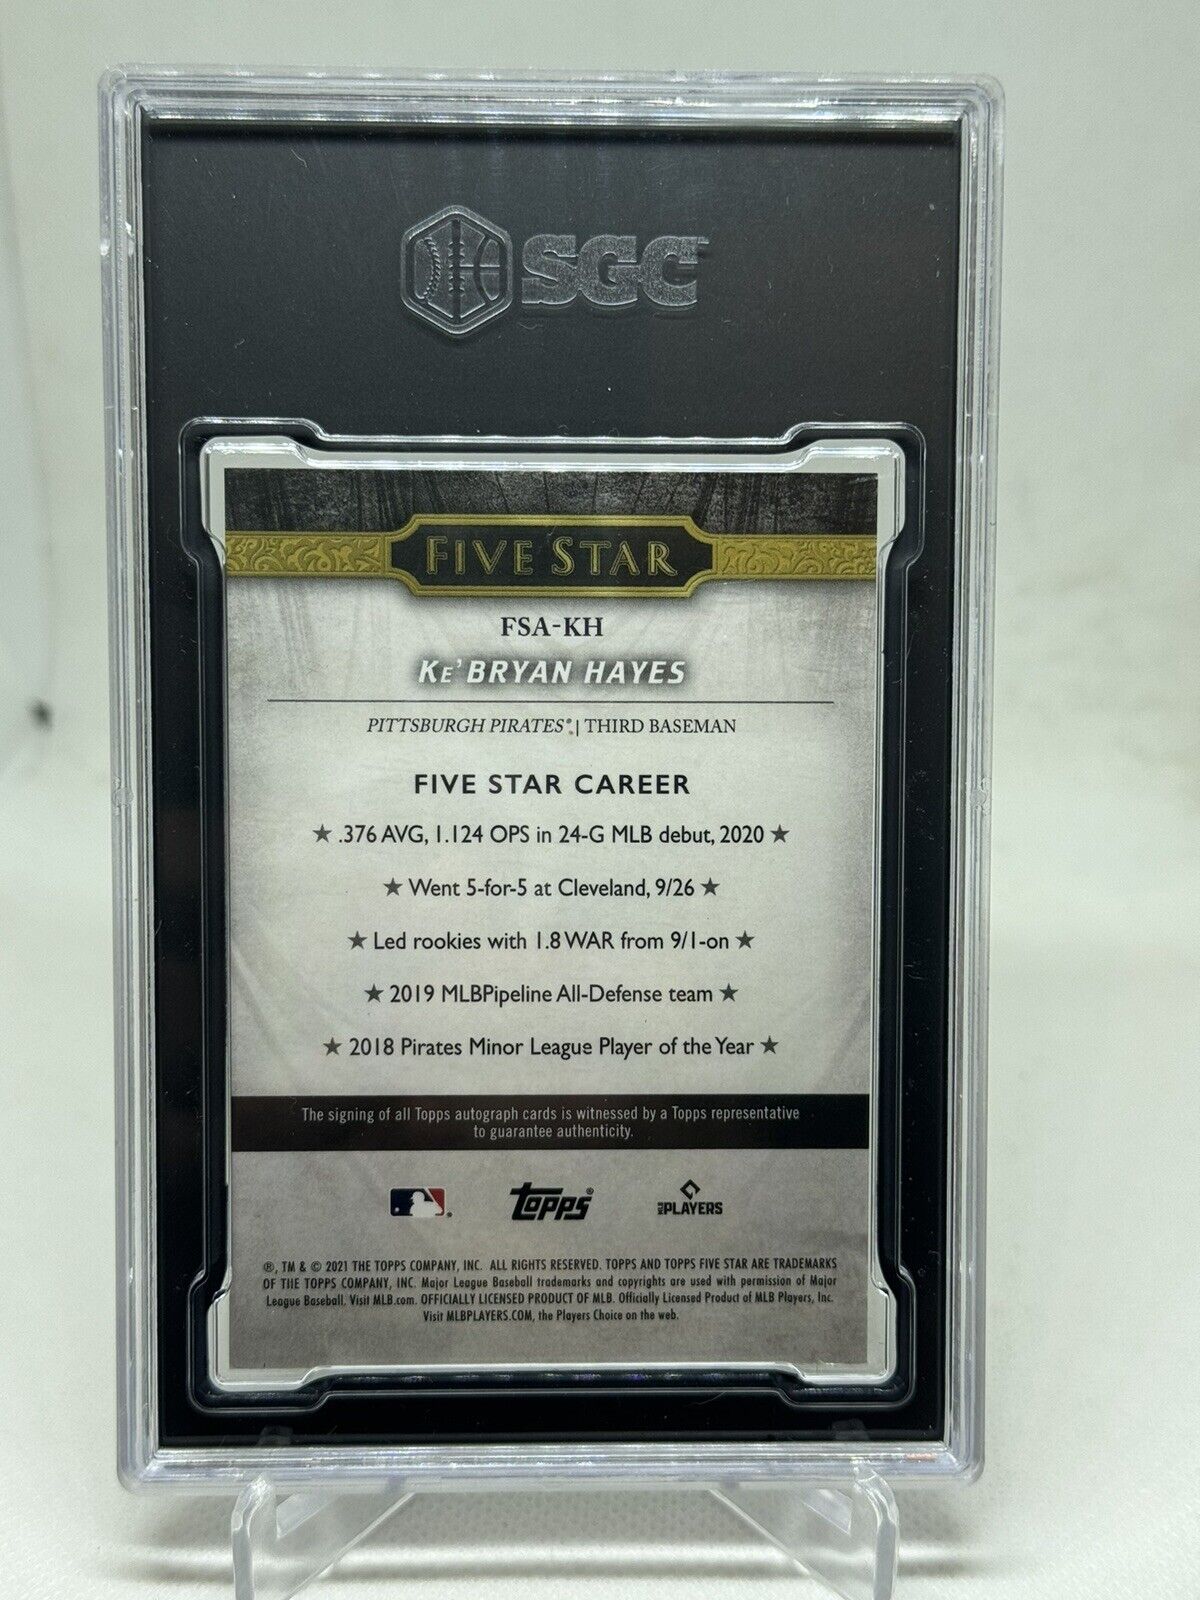 SGC
FIVE STAR
FSA-KH
KE' BRYAN HAYES
PITTSBURGH PIRATES® | THIRD BASEMAN
FIVE STAR CAREER
★ .376 AVG, 1.124 OPS in 24-G MLB debut, 2020 ★
★ Went 5-for-5 at Cleveland, 9/26 ★
★ Led rookies with 1.8 WAR from 9/1-on ★
★ 2019 MLBPipeline All-Defense team ★
★ 2018 Pirates Minor League Player of the Year ★
The signing of all Topps autograph cards is witnessed by a Topps representative
to guarantee authenticity.
Topps® MLB PLAYERS
®, TM & © 2021 THE TOPPS COMPANY, INC. ALL RIGHTS RESERVED. TOPPS AND TOPPS FIVE STAR ARE TRADEMARKS
OF THE TOPPS COMPANY, INC. Major League Baseball trademarks and copyrights are used with permission of Major
League Baseball. Visit MLB.com. OFFICIALLY LICENSED PRODUCT OF MLB. Officially Licensed Product of MLB Players, Inc.
Visit MLBPLAYERS.COM, the Players Choice on the web.